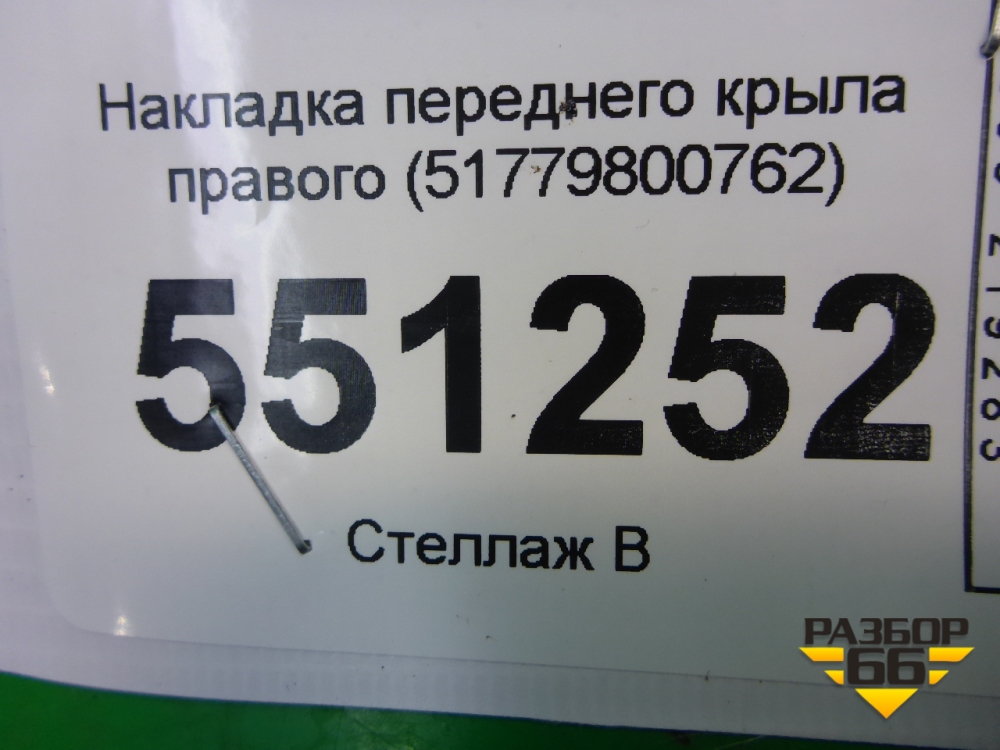 Накладка переднего крыла
правого (51779800762)
551252
Стеллаж В
РАЗБОР
66